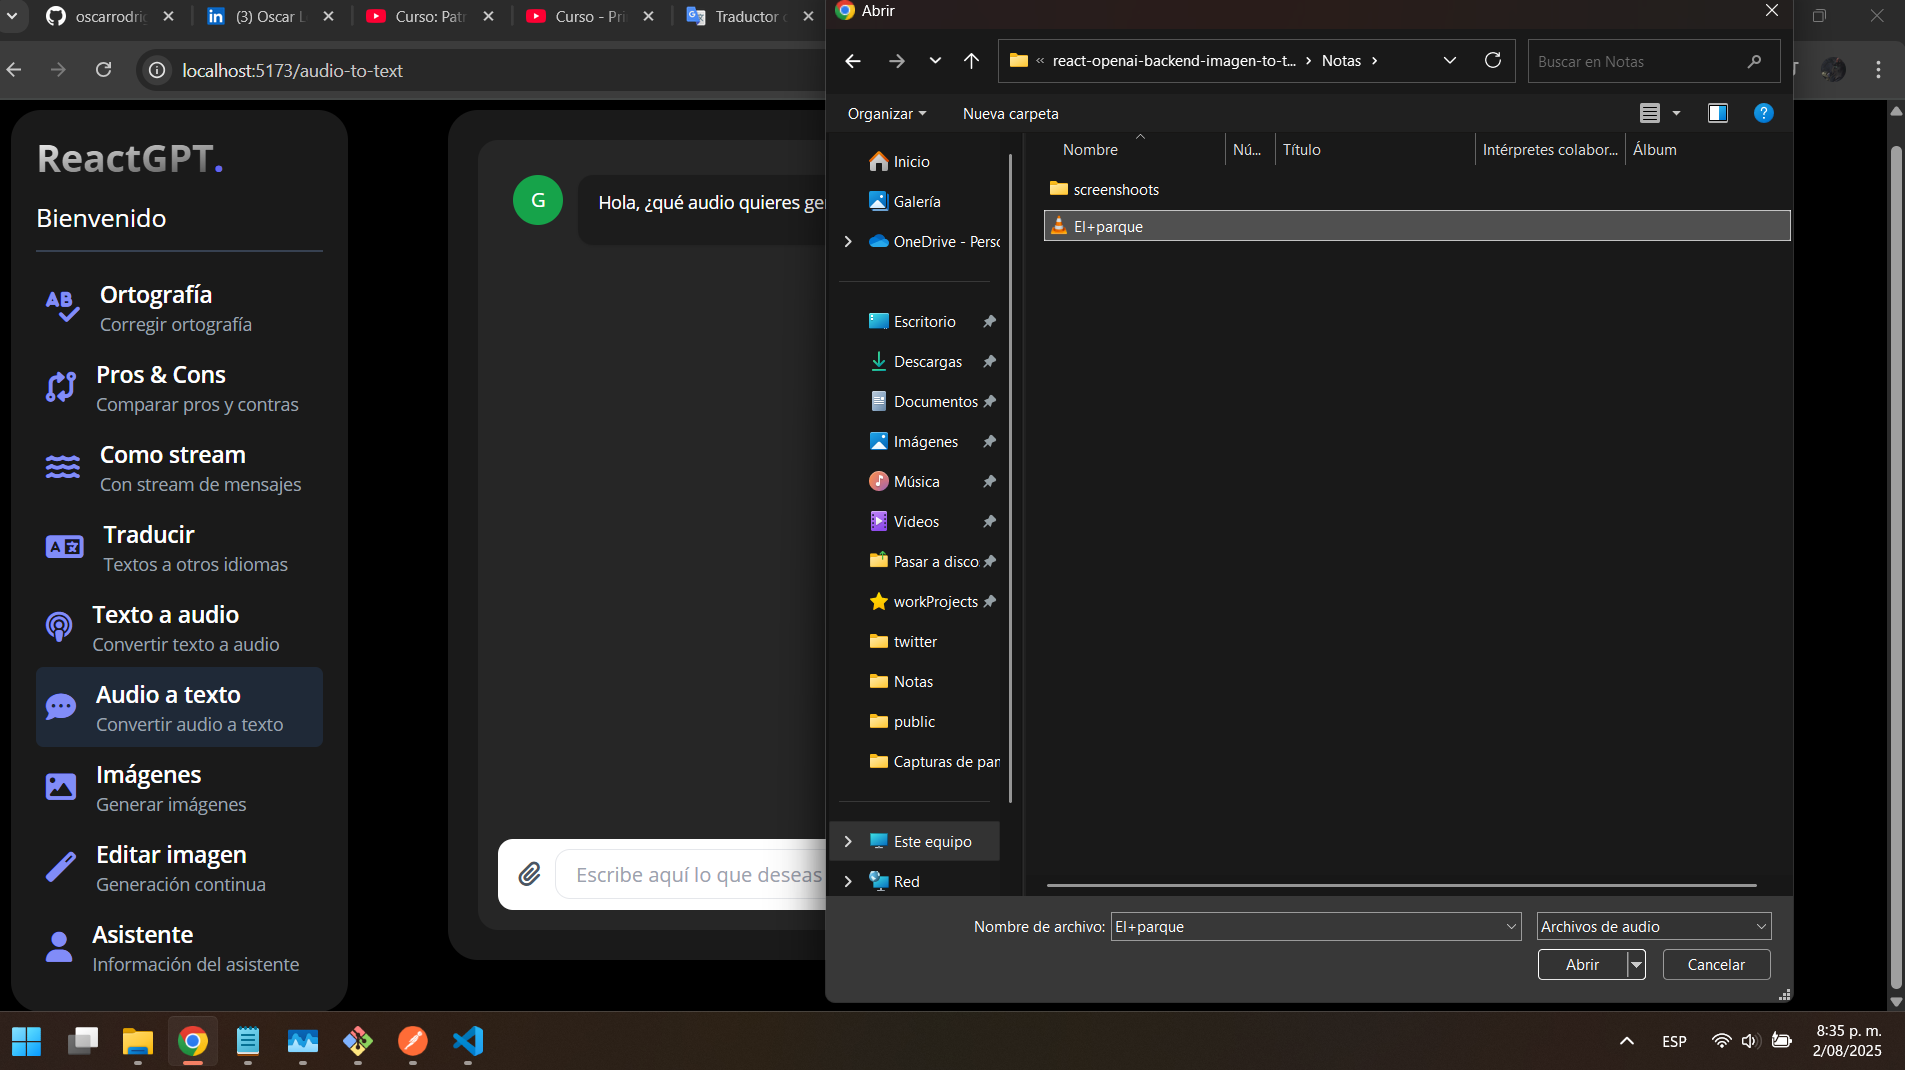 oscarrodrig
(3) Oscar L
Curso: Patr
Curso - Prin
Traductor
localhost:5173/audio-to-text
ReactGPT.
Bienvenido
Ortografía
Corregir ortografía
Pros & Cons
Comparar pros y contras
Como stream
Con stream de mensajes
Traducir
Textos a otros idiomas
Texto a audio
Convertir texto a audio
Audio a texto
Convertir audio a texto
Imágenes
Generar imágenes
Editar imagen
Generación continua
Asistente
Información del asistente
G
Hola, ¿qué audio quieres ge
Escribe aquí lo que deseas
Abrir
« react-openai-backend-imagen-to-t... › Notas ›
Buscar en Notas
Organizar
Nueva carpeta
Inicio
Galería
OneDrive - Perso
Escritorio
Descargas
Documentos
Imágenes
Música
Videos
Pasar a disco
workProjects
twitter
Notas
public
Capturas de pan
Este equipo
Red
Nombre
Nú...
Título
Intérpretes colabor...
Álbum
screenshoots
El+parque
Nombre de archivo:
El+parque
Archivos de audio
Abrir
Cancelar
ESP
8:35 p. m.
2/08/2025